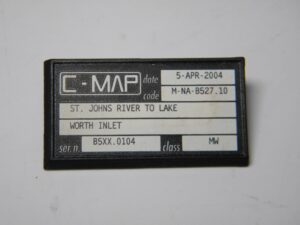 C-MAP date 5-APR-2004
code M-NA-B527.10
ST. JOHNS RIVER TO LAKE
WORTH INLET
ser.n. B5XX.0104 class MW